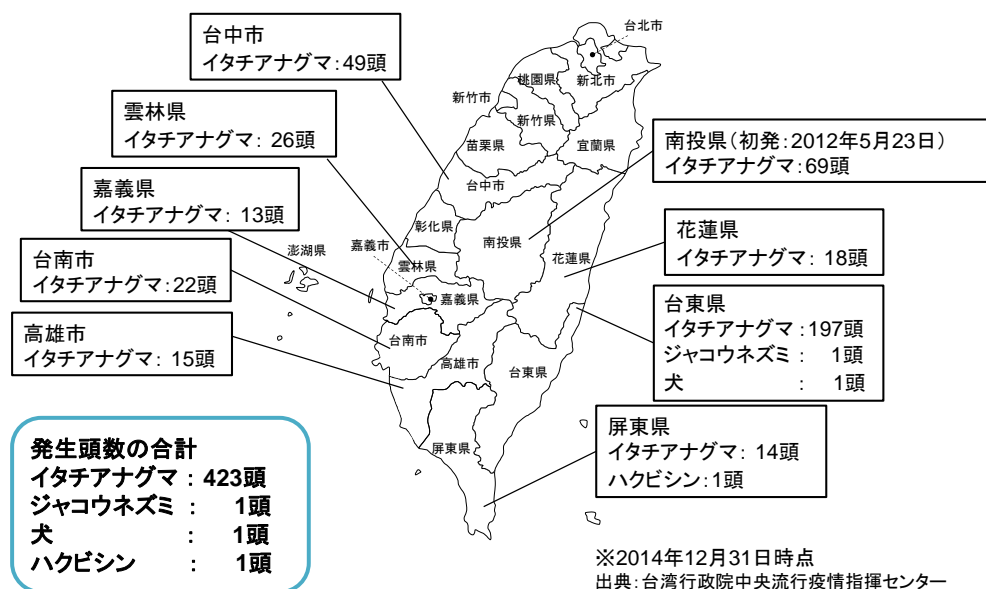 台中市
イタチアナグマ:49頭
雲林県
イタチアナグマ: 26頭
嘉義県
イタチアナグマ: 13頭
台南市
イタチアナグマ:22頭
高雄市
イタチアナグマ: 15頭
発生頭数の合計
イタチアナグマ : 423頭
ジャコウネズミ : 1頭
犬 : 1頭
ハクビシン : 1頭
台北市
桃園県
新北市
新竹市
新竹県
苗栗県
宜蘭県
台中市
彰化県
南投県
花蓮県
澎湖県
嘉義市
雲林県
嘉義県
台南市
高雄市
台東県
屏東県
南投県(初発:2012年5月23日)
イタチアナグマ:69頭
花蓮県
イタチアナグマ: 18頭
台東県
イタチアナグマ:197頭
ジャコウネズミ: 1頭
犬 : 1頭
屏東県
イタチアナグマ: 14頭
ハクビシン:1頭
※2014年12月31日時点
出典:台湾行政院中央流行疫情指揮センター